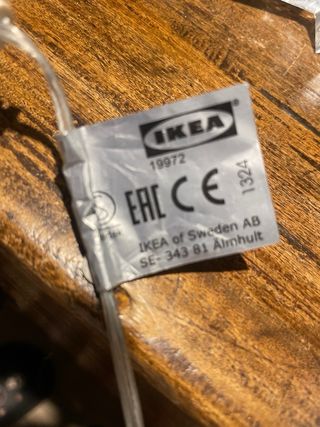 IKEA
19972
EAC CE
1324
IKEA of Sweden AB
SE- 343 81 Älmhult